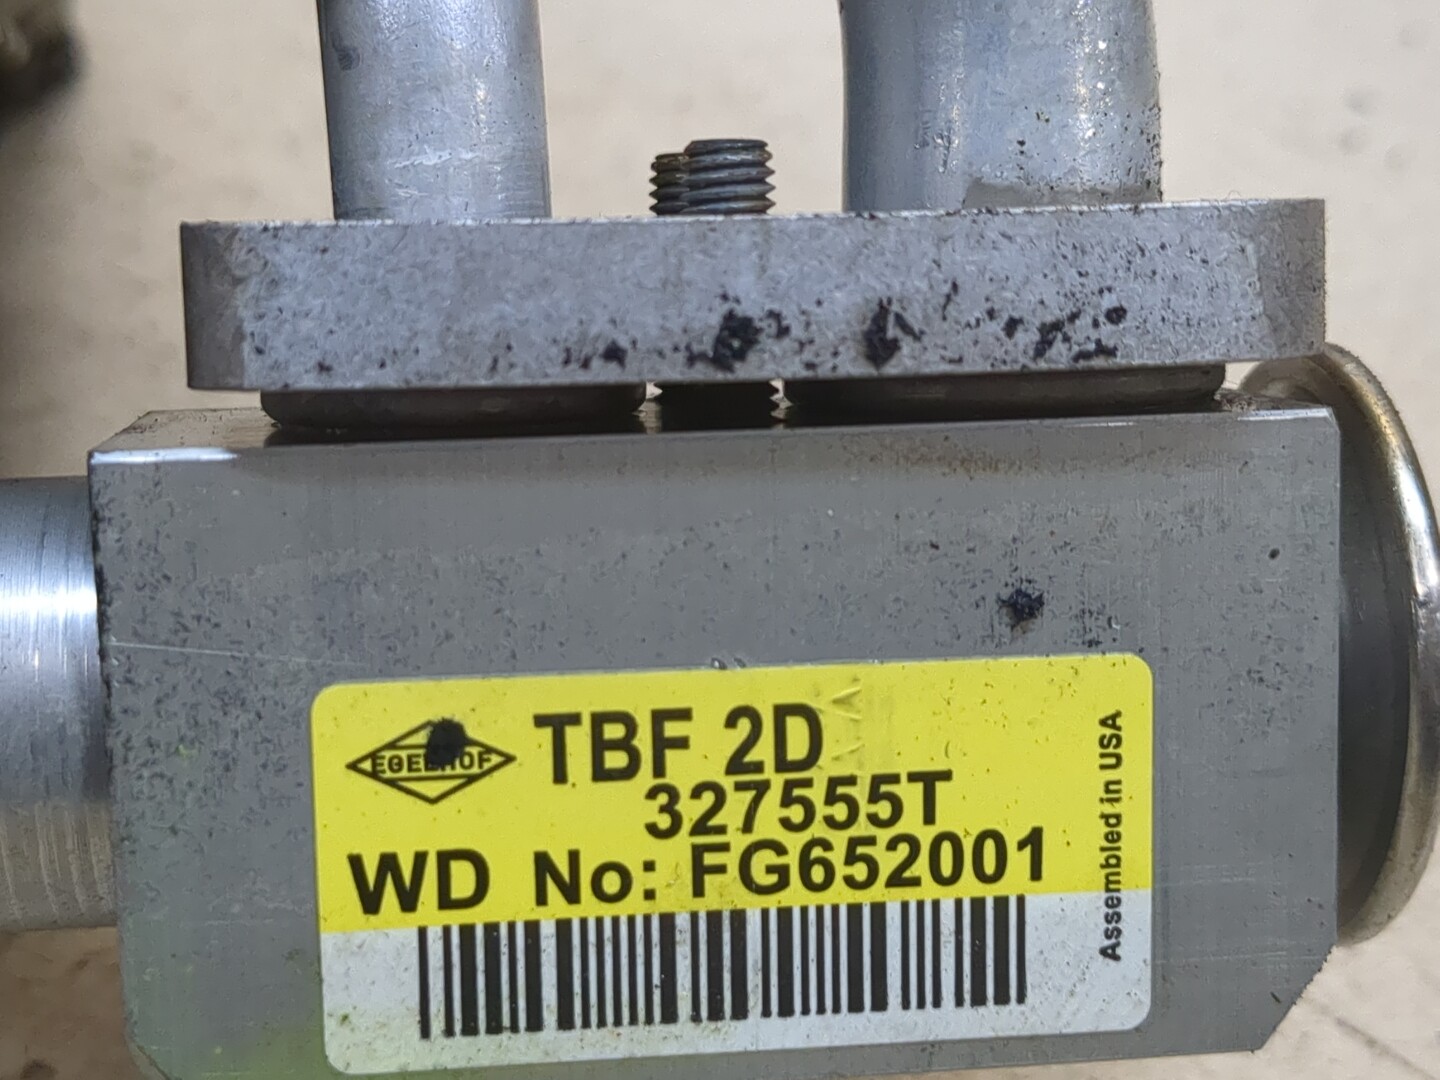 EGELHOF
TBF 2D
327555T
WD No: FG652001
Assembled in USA